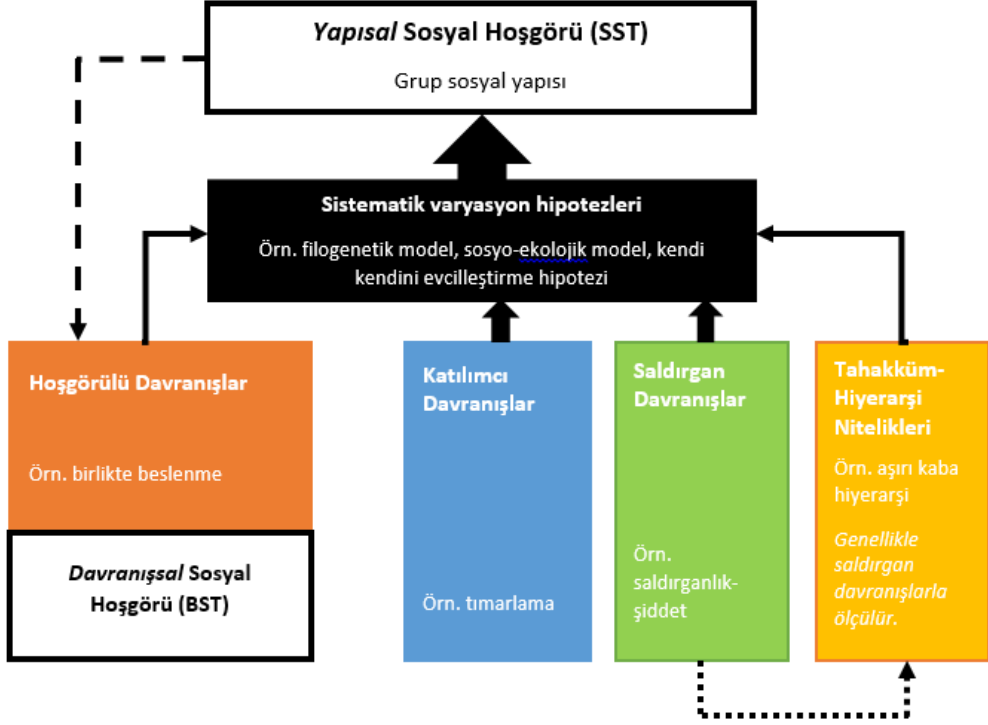 Yapısal Sosyal Hoşgörü (SST)
Grup sosyal yapısı
Sistematik varyasyon hipotezleri
Örn. filogenetik model, sosyo-ekolojik model, kendi
kendini evcilleştirme hipotezi
Hoşgörülü Davranışlar
Örn. birlikte beslenme
Davranışsal Sosyal
Hoşgörü (BST)
Katılımcı
Davranışlar
Örn. tımarlama
Saldırgan
Davranışlar
Örn.
saldırganlık-
şiddet
Tahakküm-
Hiyerarşi
Nitelikleri
Örn. aşırı kaba
hiyerarşi
Genellikle
saldırgan
davranışlarla
ölçülür.